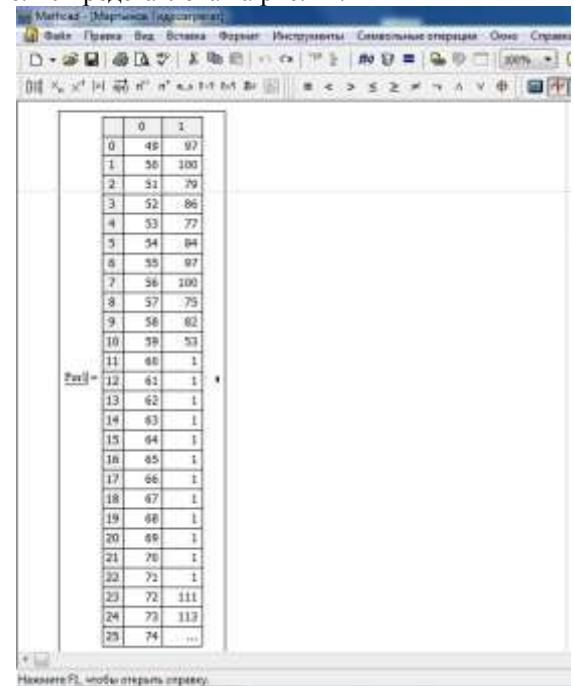 Mathcad - [Мартынюк Гидроагрегат]
Файл Правка Вид Вставка Формат Инструменты Символьные операции Окно Справка
100%
0 1
0 49 97
1 50 100
2 51 79
3 52 86
4 53 77
5 54 84
6 55 97
7 56 100
8 57 75
9 58 82
10 59 53
11 60 1
12 61 1
13 62 1
14 63 1
15 64 1
16 65 1
17 66 1
18 67 1
19 68 1
20 69 1
21 70 1
22 71 1
23 72 111
24 73 113
25 74 ...
Нажмите F1, чтобы открыть справку.